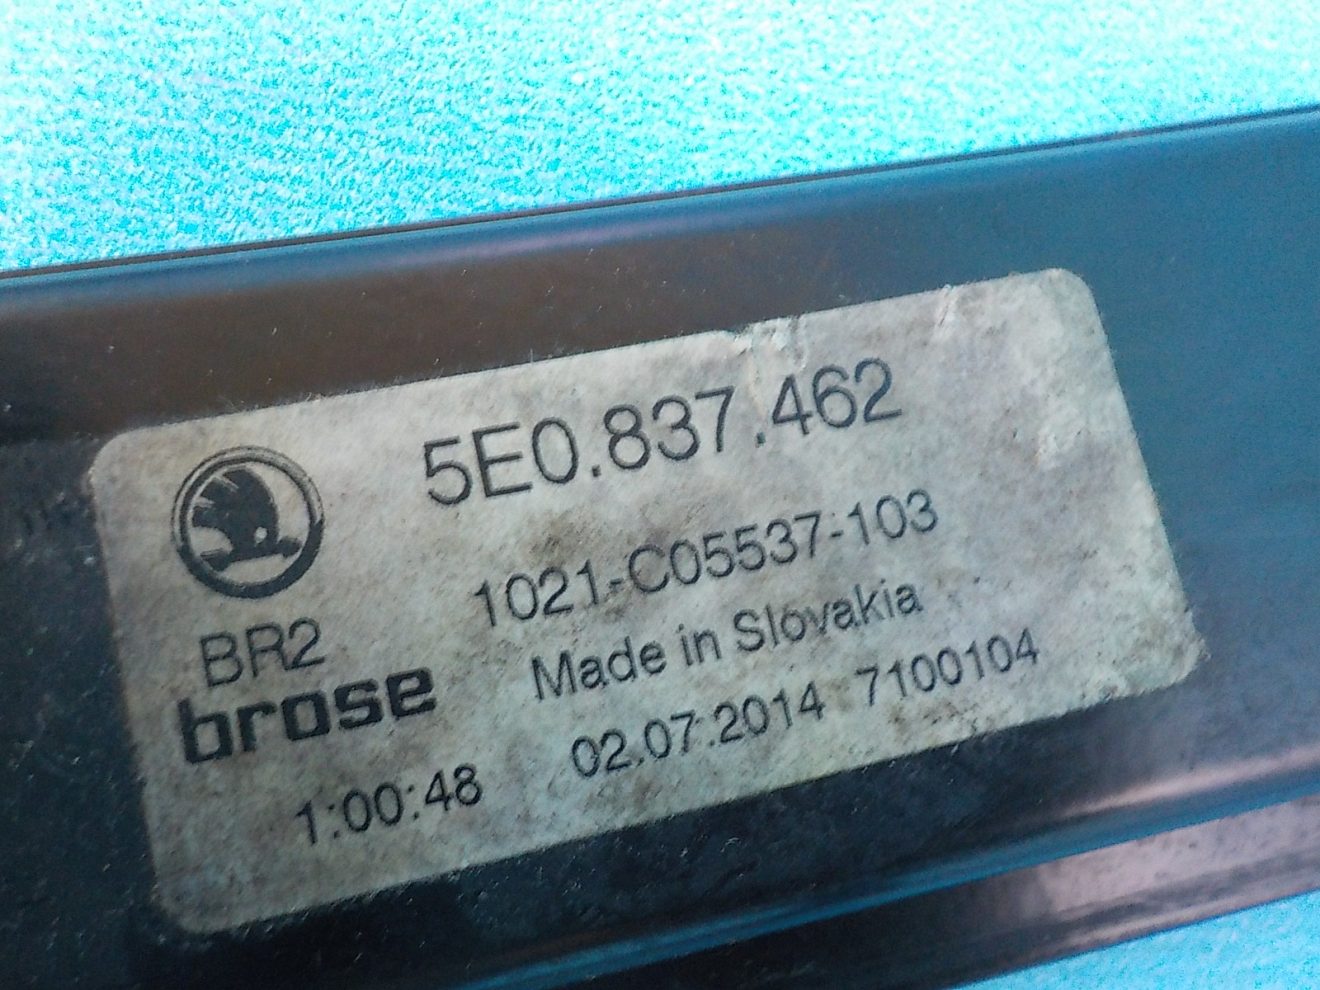 5E0.837.462
1021-C05537-103
BR2
Made in Slovakia
brose
02.07.2014 7100104
1:00:48